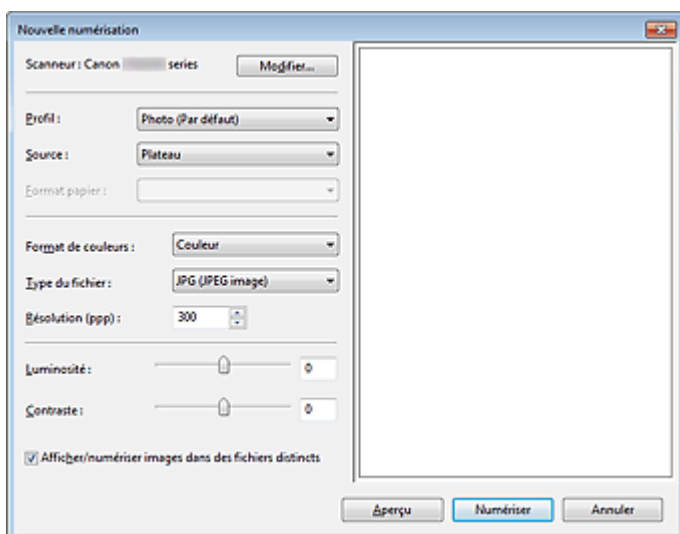 Nouvelle numérisation
Scanneur : Canon series Modifier...
Profil : Photo (Par défaut)
Source : Plateau
Format papier :
Format de couleurs : Couleur
Type du fichier : JPG (JPEG image)
Résolution (ppp) : 300
Luminosité : 0
Contraste : 0
Afficher/numériser images dans des fichiers distincts
Aperçu Numériser Annuler